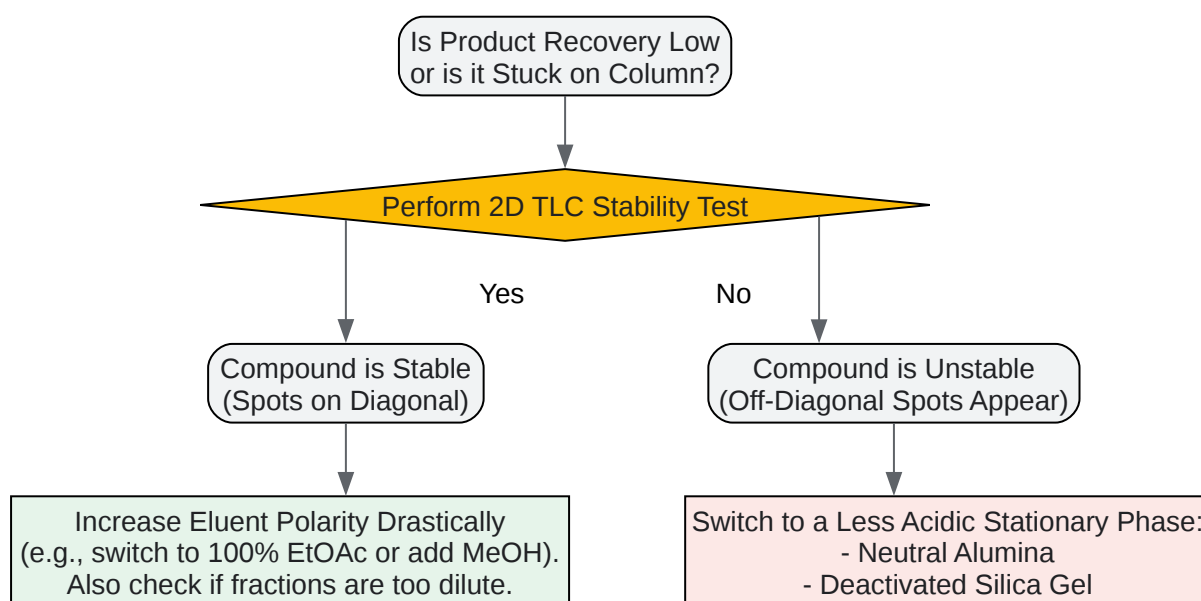 Is Product Recovery Low
or is it Stuck on Column?
Perform 2D TLC Stability Test
Yes
No
Compound is Stable
(Spots on Diagonal)
Compound is Unstable
(Off-Diagonal Spots Appear)
Increase Eluent Polarity Drastically
(e.g., switch to 100% EtOAc or add MeOH).
Also check if fractions are too dilute.
Switch to a Less Acidic Stationary Phase:
- Neutral Alumina
- Deactivated Silica Gel